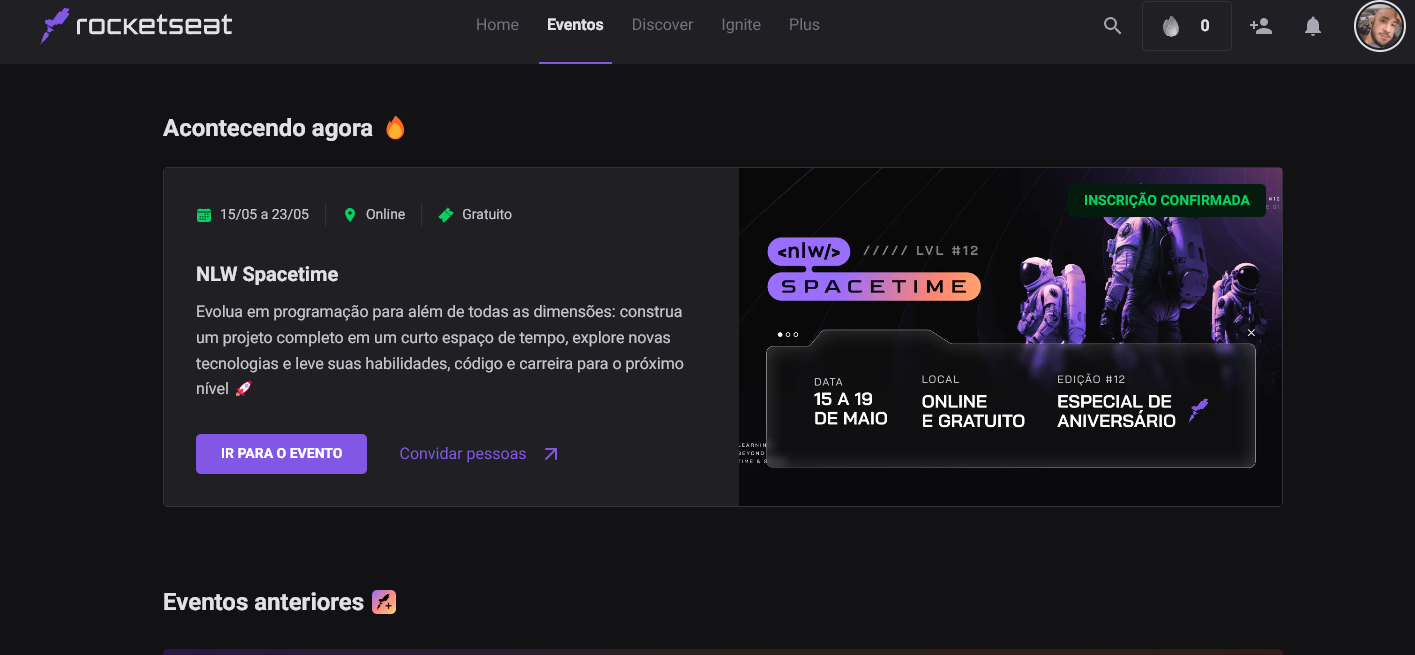 rocketseat
Home
Eventos
Discover
Ignite
Plus
0
Acontecendo agora
15/05 a 23/05
Online
Gratuito
NLW Spacetime
Evolua em programação para além de todas as dimensões: construa
um projeto completo em um curto espaço de tempo, explore novas
tecnologias e leve suas habilidades, código e carreira para o próximo
nível
IR PARA O EVENTO
Convidar pessoas
INSCRIÇÃO CONFIRMADA
<nlw/>
///// LVL #12
SPACETIME
DATA
15 A 19
DE MAIO
LOCAL
ONLINE
E GRATUITO
EDIÇÃO #12
ESPECIAL DE
ANIVERSÁRIO
LEARNING
BEYOND
TIME & S
Eventos anteriores